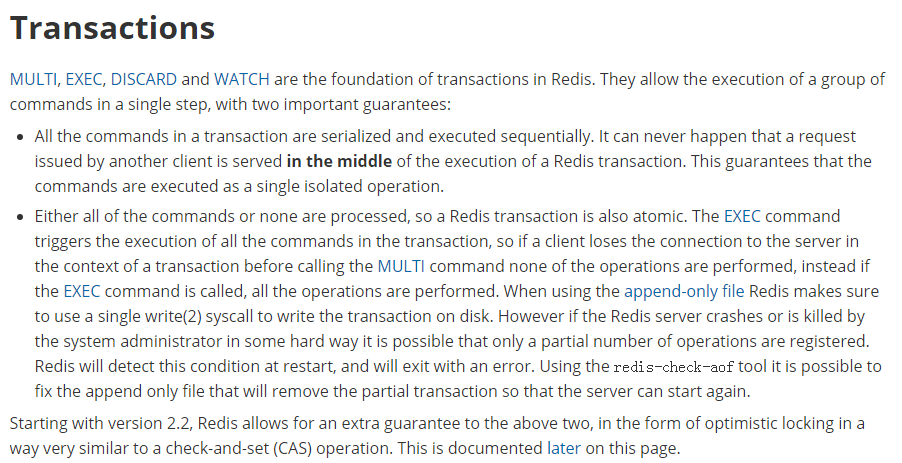 Transactions
MULTI, EXEC, DISCARD and WATCH are the foundation of transactions in Redis. They allow the execution of a group of
commands in a single step, with two important guarantees:
• All the commands in a transaction are serialized and executed sequentially. It can never happen that a request
issued by another client is served in the middle of the execution of a Redis transaction. This guarantees that the
commands are executed as a single isolated operation.
• Either all of the commands or none are processed, so a Redis transaction is also atomic. The EXEC command
triggers the execution of all the commands in the transaction, so if a client loses the connection to the server in
the context of a transaction before calling the MULTI command none of the operations are performed, instead if
the EXEC command is called, all the operations are performed. When using the append-only file Redis makes sure
to use a single write(2) syscall to write the transaction on disk. However if the Redis server crashes or is killed by
the system administrator in some hard way it is possible that only a partial number of operations are registered.
Redis will detect this condition at restart, and will exit with an error. Using the redis-check-aof tool it is possible to
fix the append only file that will remove the partial transaction so that the server can start again.
Starting with version 2.2, Redis allows for an extra guarantee to the above two, in the form of optimistic locking in a
way very similar to a check-and-set (CAS) operation. This is documented later on this page.